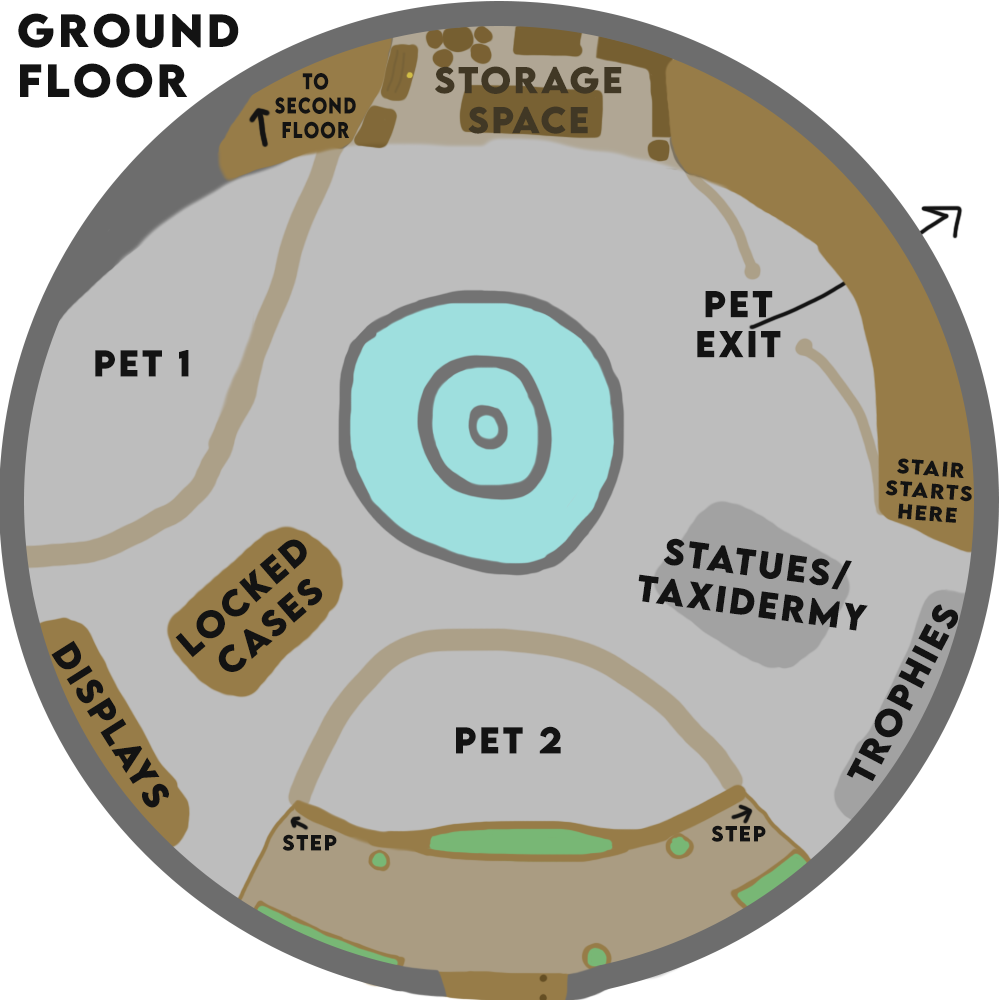 GROUND
FLOOR
TO
SECOND
FLOOR
STORAGE
SPACE
PET
EXIT
PET 1
STAIR
STARTS
HERE
LOCKED
CASES
STATUES/
TAXIDERMY
DISPLAYS
TROPHIES
PET 2
STEP
STEP